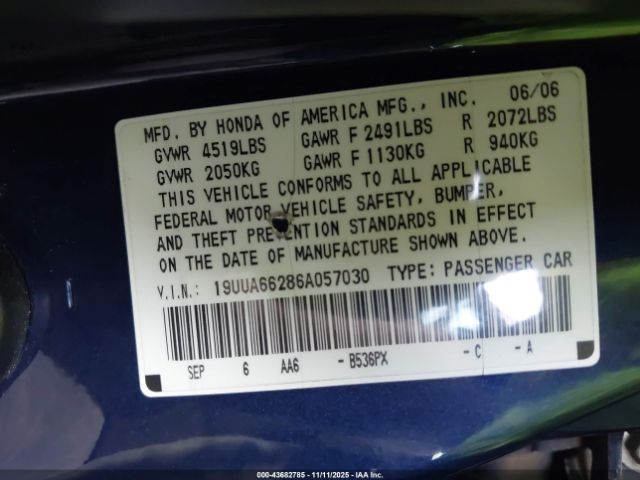 MFD. BY HONDA OF AMERICA MFG., INC. 06/06
GVWR 4519LBS GAWR F 2491LBS R 2072LBS
GVWR 2050KG GAWR F 1130KG R 940KG
THIS VEHICLE CONFORMS TO ALL APPLICABLE
FEDERAL MOTOR VEHICLE SAFETY, BUMPER,
AND THEFT PREVENTION STANDARDS IN EFFECT
ON THE DATE OF MANUFACTURE SHOWN ABOVE.
V.I.N.: 19UUA66286A057030 TYPE: PASSENGER CAR
SEP 6 AA6 -B536PX -C -A
000-43682785 - 11/11/2025 - IAAI.COM